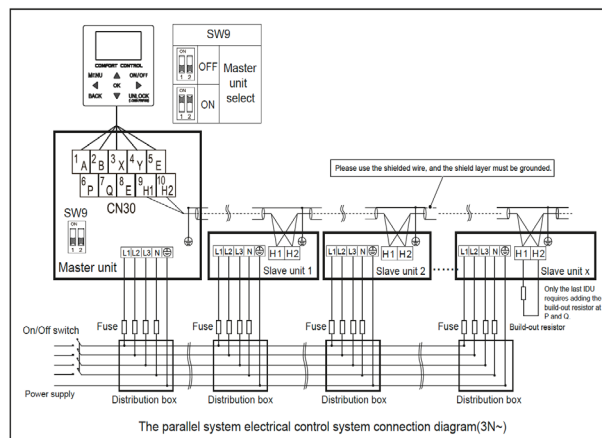 COMFORT CONTROL
MENU
ON/OFF
OK
BACK
UNLOCK
SW9
ON
1 2
OFF
ON
1 2
ON
Master unit select
1 2 3 4 5
A B X Y E
6 7 8 9 10
P Q E H1 H2
CN30
SW9
ON
1 2
Master unit
L1 L2 L3 N
Please use the shielded wire, and the shield layer must be grounded.
H1 H2
Slave unit 1
L1 L2 L3 N
H1 H2
Slave unit 2
L1 L2 L3 N
H1 H2
Slave unit x
L1 L2 L3 N
Only the last IDU
requires adding the
build-out resistor at
P and Q
Build-out resistor
On/Off switch
Fuse
Fuse
Fuse
Fuse
Power supply
Distribution box
Distribution box
Distribution box
Distribution box
The parallel system electrical control system connection diagram(3N~)